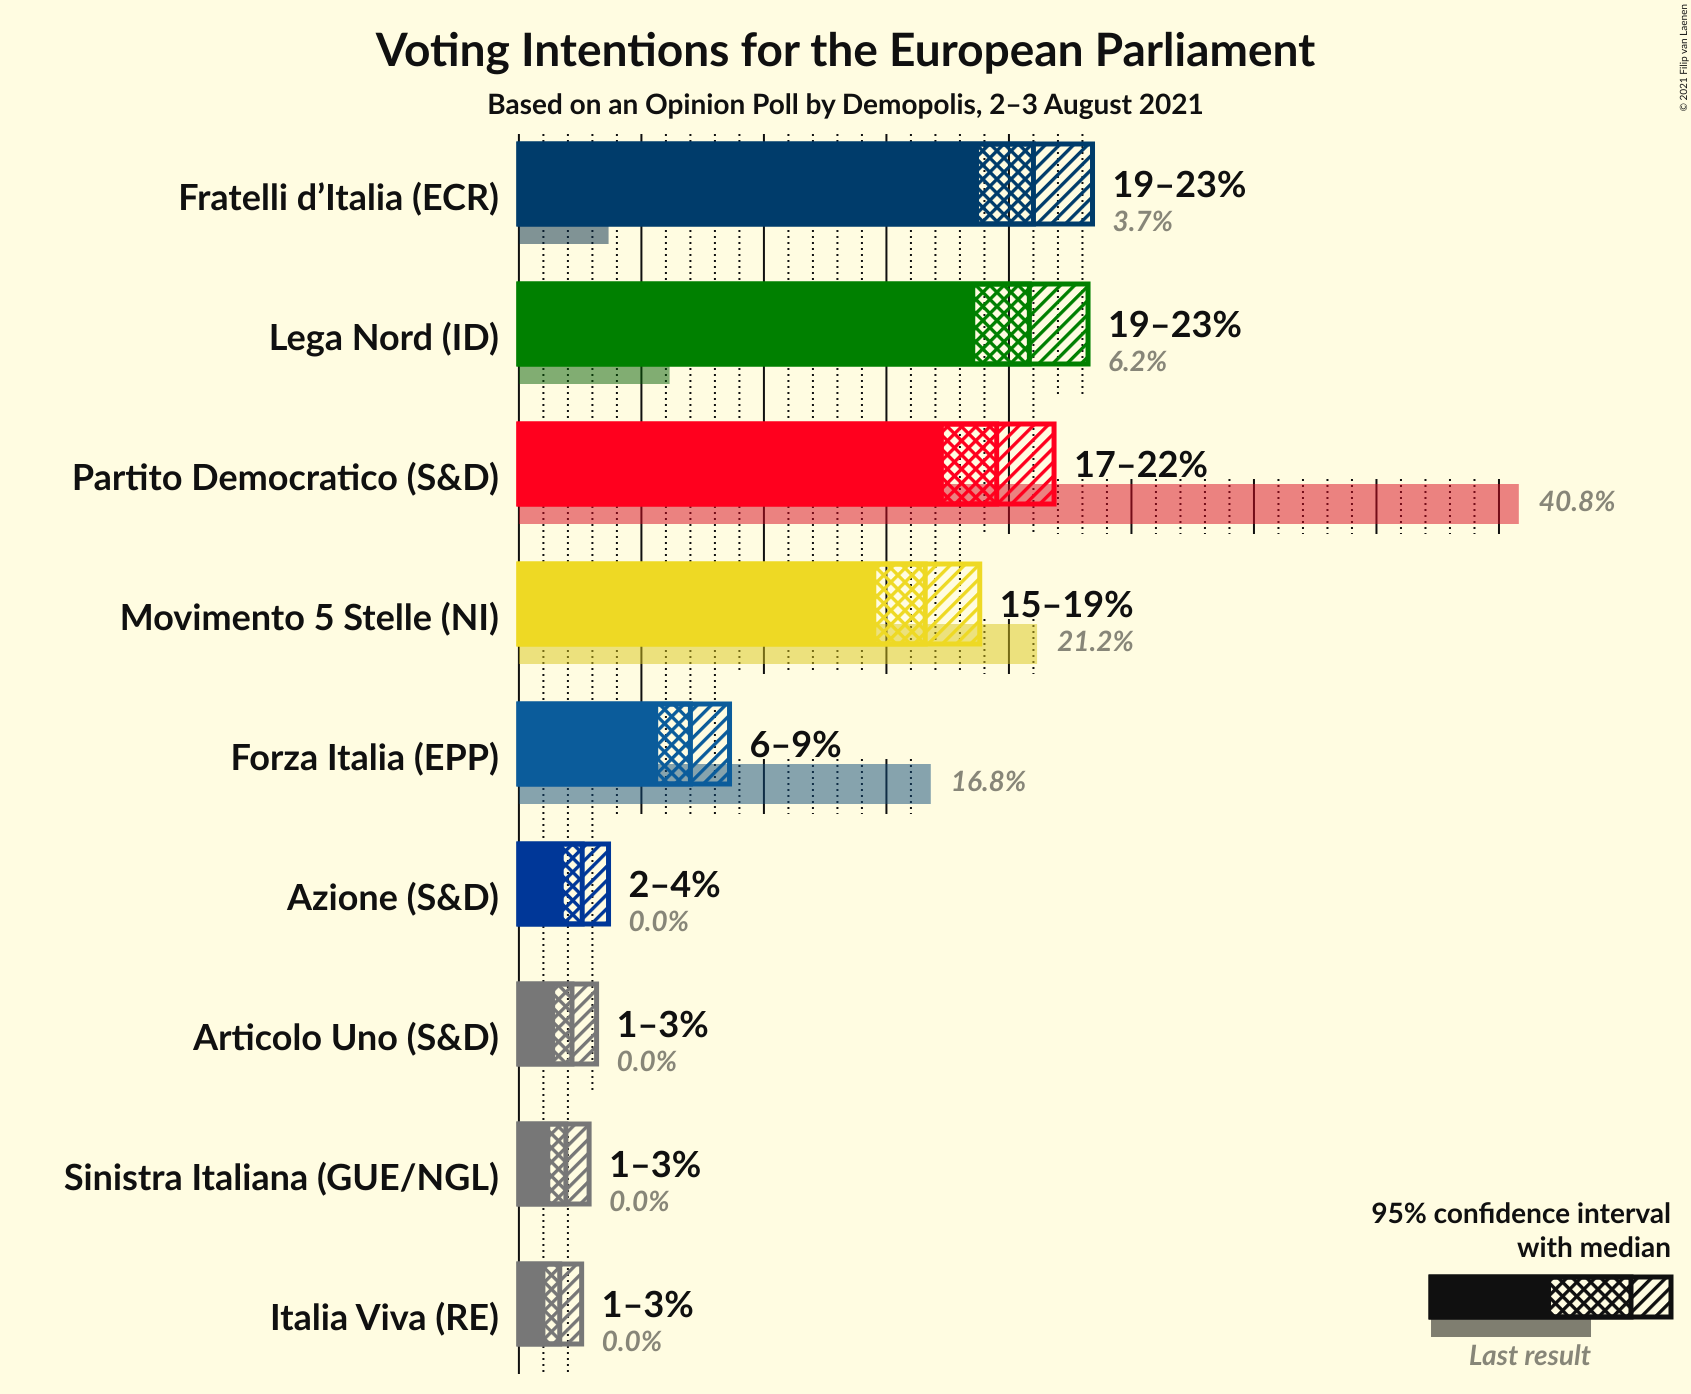 Voting Intentions for the European Parliament
Based on an Opinion Poll by Demopolis, 2–3 August 2021
© 2021 Filip van Laenen
Fratelli d’Italia (ECR)
19–23%
3.7%
Lega Nord (ID)
19–23%
6.2%
Partito Democratico (S&D)
17–22%
40.8%
Movimento 5 Stelle (NI)
15–19%
21.2%
Forza Italia (EPP)
6–9%
16.8%
Azione (S&D)
2–4%
0.0%
Articolo Uno (S&D)
1–3%
0.0%
Sinistra Italiana (GUE/NGL)
1–3%
0.0%
Italia Viva (RE)
1–3%
0.0%
95% confidence interval
with median
Last result